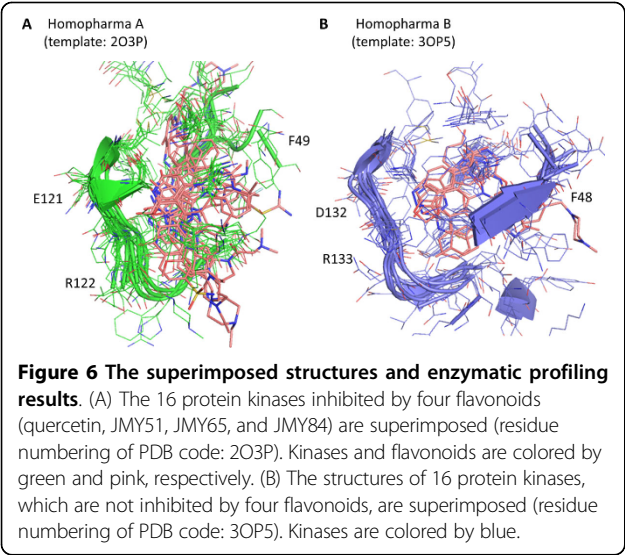 A Homopharma A
(template: 2O3P)
B Homopharma B
(template: 3OP5)
F49
E121
R122
F48
D132
R133
Figure 6 The superimposed structures and enzymatic profiling
results. (A) The 16 protein kinases inhibited by four flavonoids
(quercetin, JMY51, JMY65, and JMY84) are superimposed (residue
numbering of PDB code: 2O3P). Kinases and flavonoids are colored by
green and pink, respectively. (B) The structures of 16 protein kinases,
which are not inhibited by four flavonoids, are superimposed (residue
numbering of PDB code: 3OP5). Kinases are colored by blue.